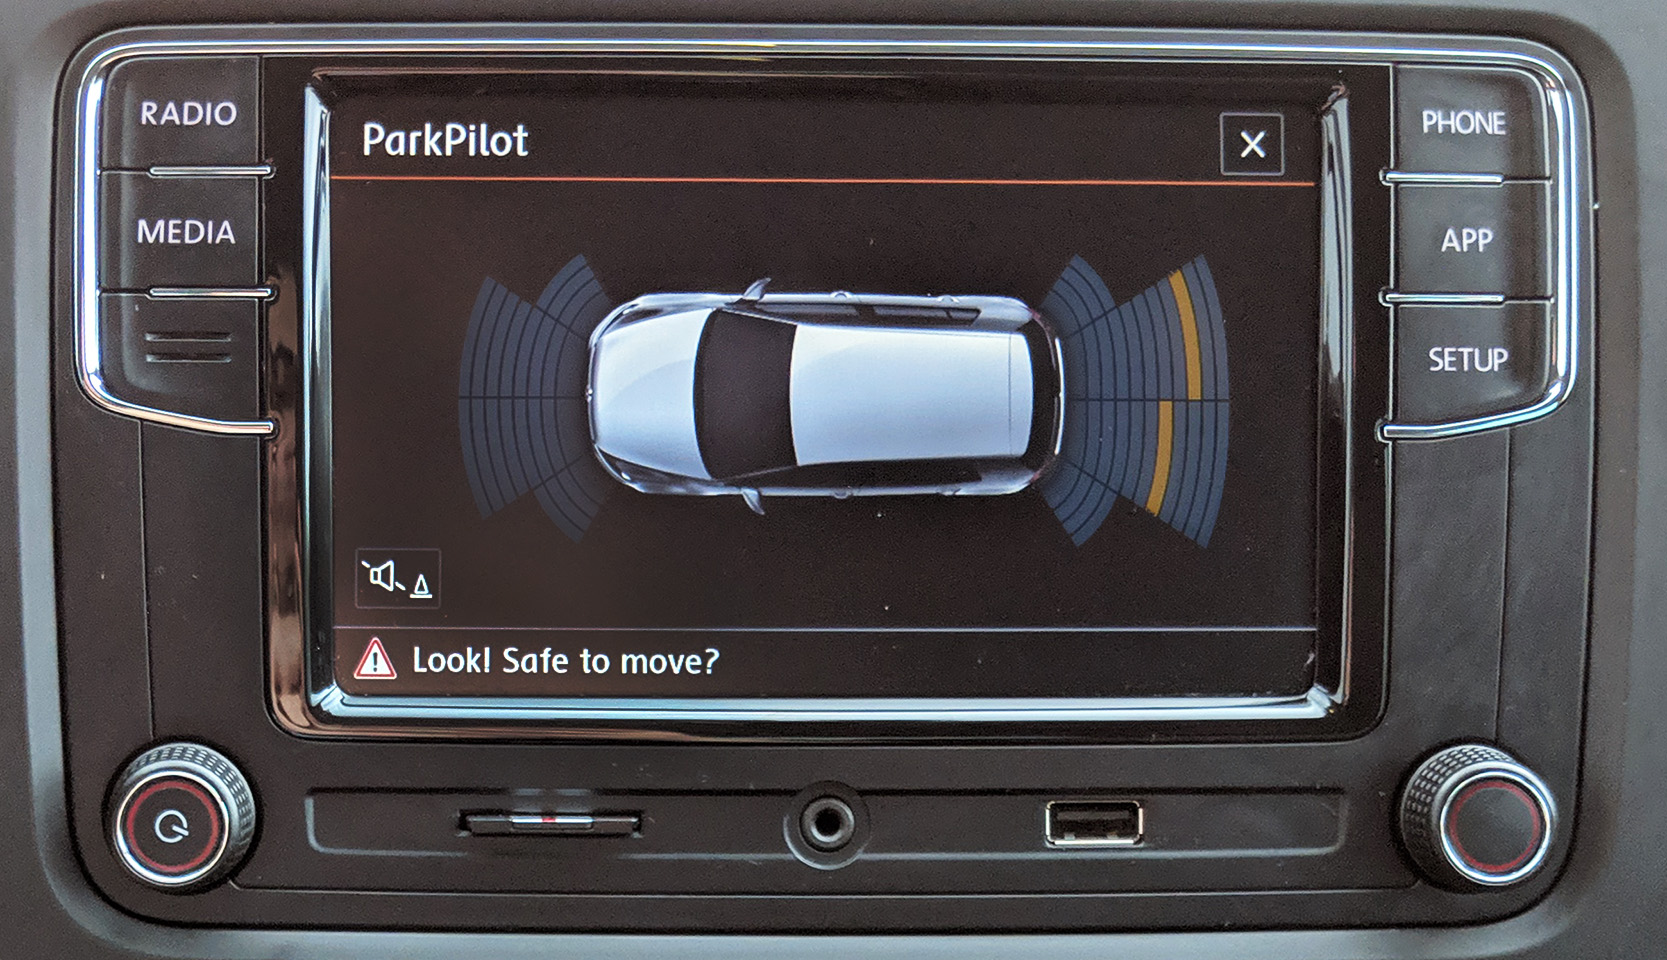 RADIO
MEDIA
ParkPilot
PHONE
APP
SETUP
Look! Safe to move?